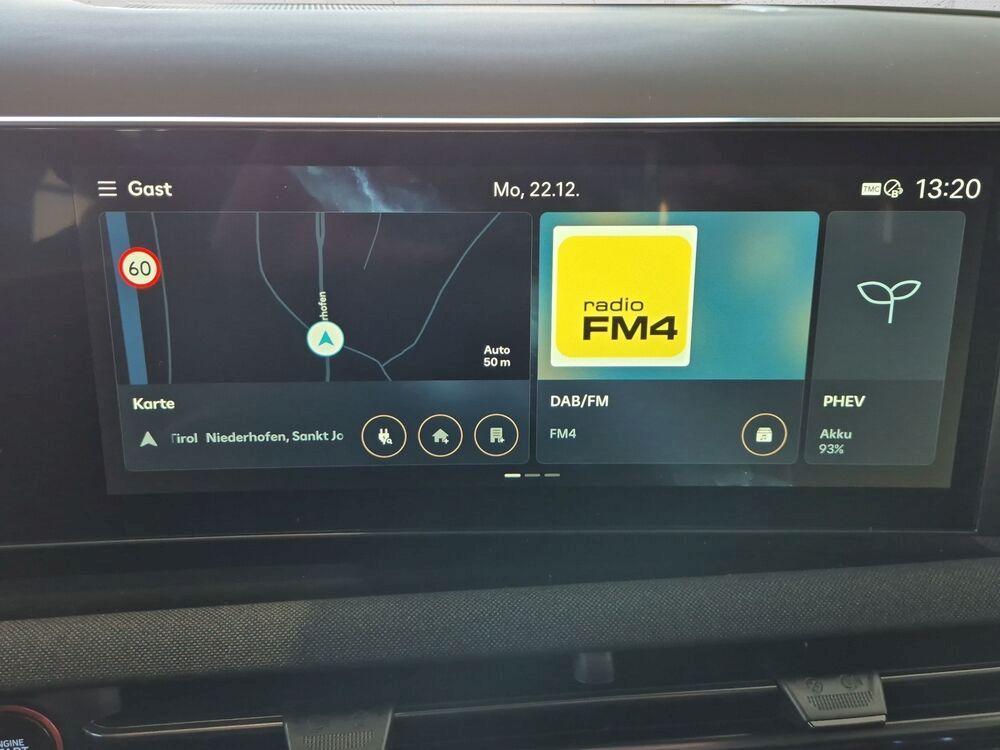 Gast
Mo, 22.12.
TMC
13:20
60
rhofen
Auto
50 m
Karte
Tirol Niederhofen, Sankt Jo
radio
FM4
DAB/FM
FM4
PHEV
Akku
93%